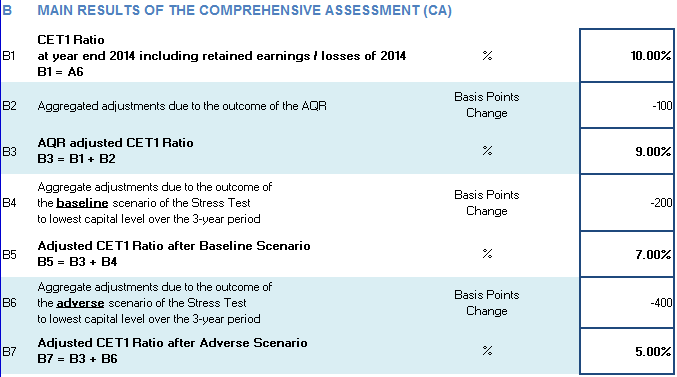 B MAIN RESULTS OF THE COMPREHENSIVE ASSESSMENT (CA)
CET1 Ratio
B1 at year end 2014 including retained earnings / losses of 2014 % 10.00%
B1 = A6
B2 Aggregated adjustments due to the outcome of the AQR Basis Points Change -100
AQR adjusted CET1 Ratio
B3 % 9.00%
B3 = B1 + B2
Aggregate adjustments due to the outcome of
B4 the baseline scenario of the Stress Test Basis Points Change -200
to lowest capital level over the 3-year period
Adjusted CET1 Ratio after Baseline Scenario
B5 % 7.00%
B5 = B3 + B4
Aggregate adjustments due to the outcome of
B6 the adverse scenario of the Stress Test Basis Points Change -400
to lowest capital level over the 3-year period
Adjusted CET1 Ratio after Adverse Scenario
B7 % 5.00%
B7 = B3 + B6